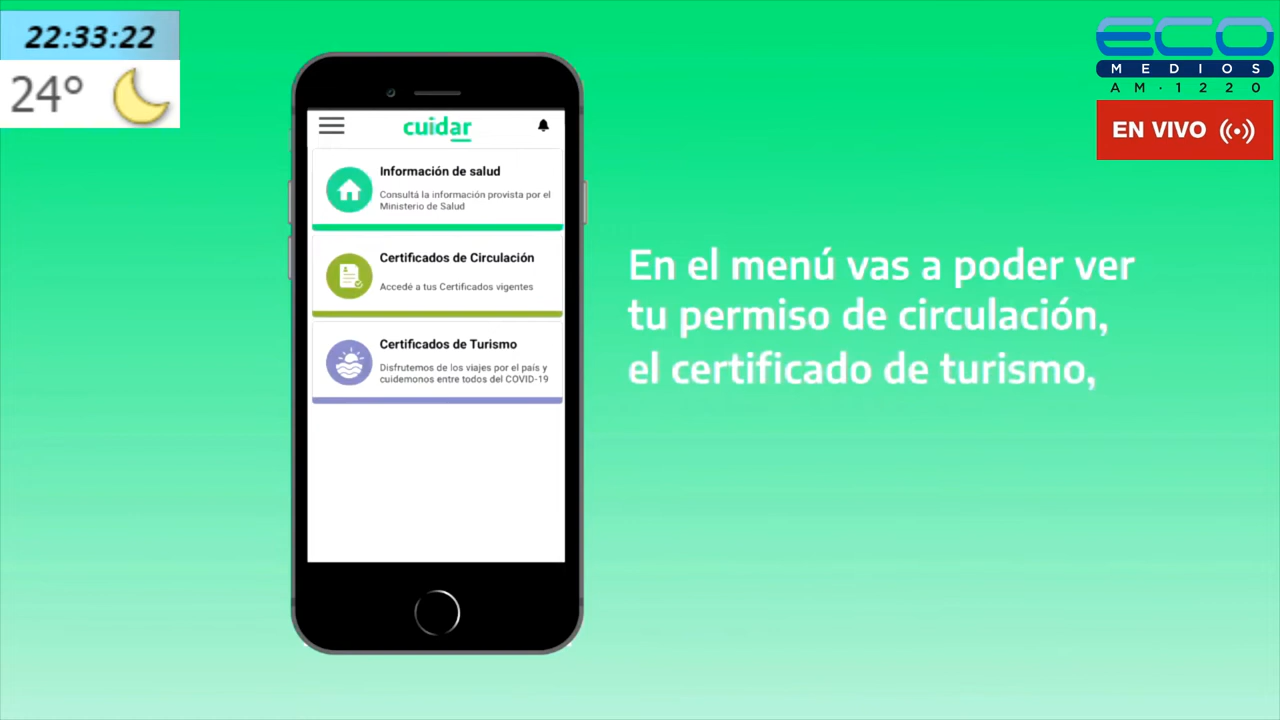 22:33:22
24°
ECO
MEDIOS
AM·1220
EN VIVO
cuidar
Información de salud
Consultá la información provista por el
Ministerio de Salud
Certificados de Circulación
Accedé a tus Certificados vigentes
Certificados de Turismo
Disfrutemos de los viajes por el país y
cuidemonos entre todos del COVID-19
En el menú vas a poder ver
tu permiso de circulación,
el certificado de turismo,